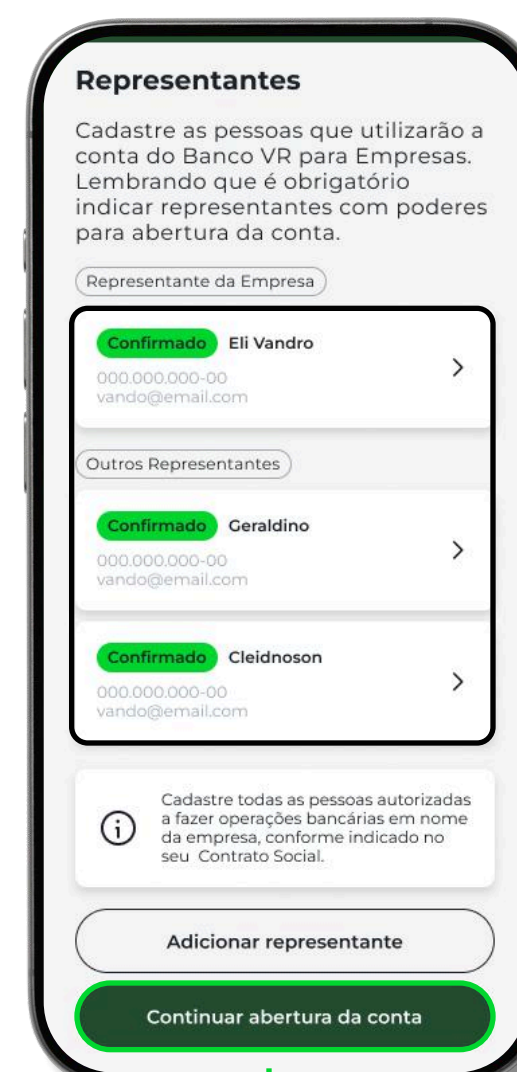 Representantes
Cadastre as pessoas que utilizarão a
conta do Banco VR para Empresas.
Lembrando que é obrigatório
indicar representantes com poderes
para abertura da conta.
Representante da Empresa
Confirmado Eli Vandro
000.000.000-00
vando@email.com
Outros Representantes
Confirmado Geraldino
000.000.000-00
vando@email.com
Confirmado Cleidnoson
000.000.000-00
vando@email.com
Cadastre todas as pessoas autorizadas
a fazer operações bancárias em nome
da empresa, conforme indicado no
seu Contrato Social.
Adicionar representante
Continuar abertura da conta